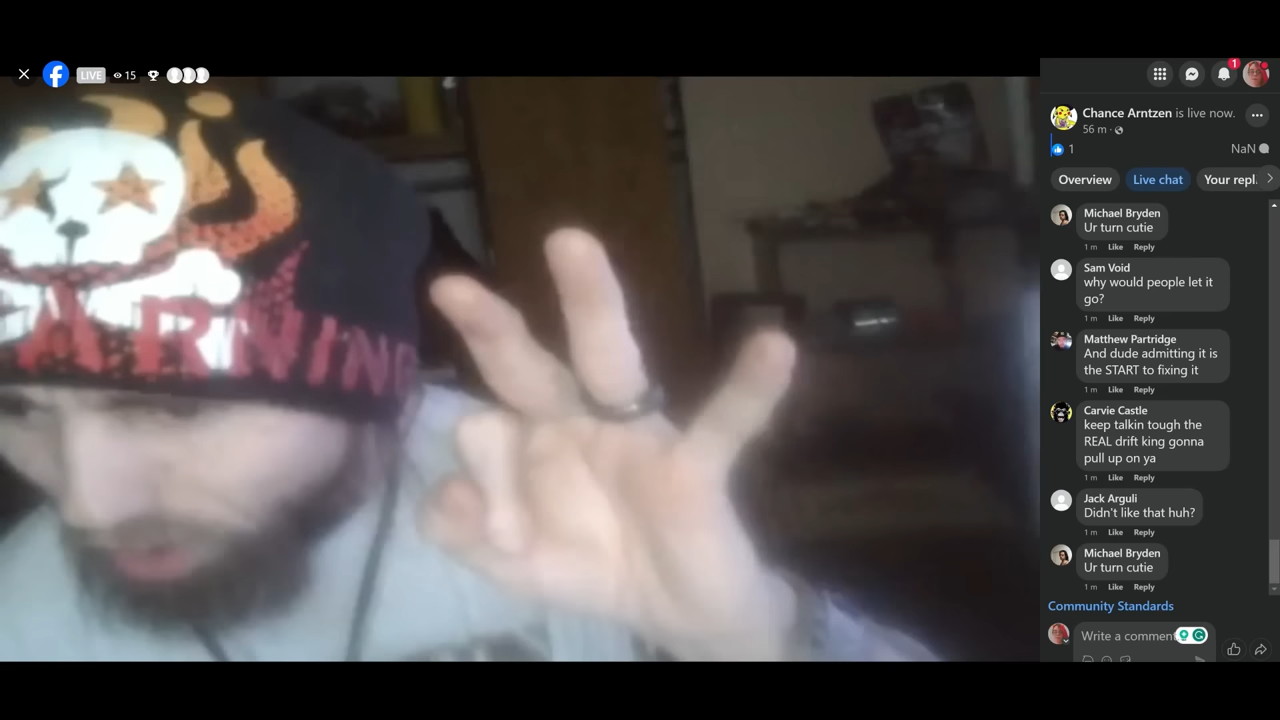 LIVE 15
1
Chance Arntzen is live now.
56 m ·
1 NaN
Overview Live chat Your repl.
Michael Bryden
Ur turn cutie
1 m Like Reply
Sam Void
why would people let it
go?
1 m Like Reply
Matthew Partridge
And dude admitting it is
the START to fixing it
1 m Like Reply
Carvie Castle
keep talkin tough the
REAL drift king gonna
pull up on ya
1 m Like Reply
Jack Arguli
Didn't like that huh?
1 m Like Reply
Michael Bryden
Ur turn cutie
1 m Like Reply
Community Standards
Write a comment
ARNING